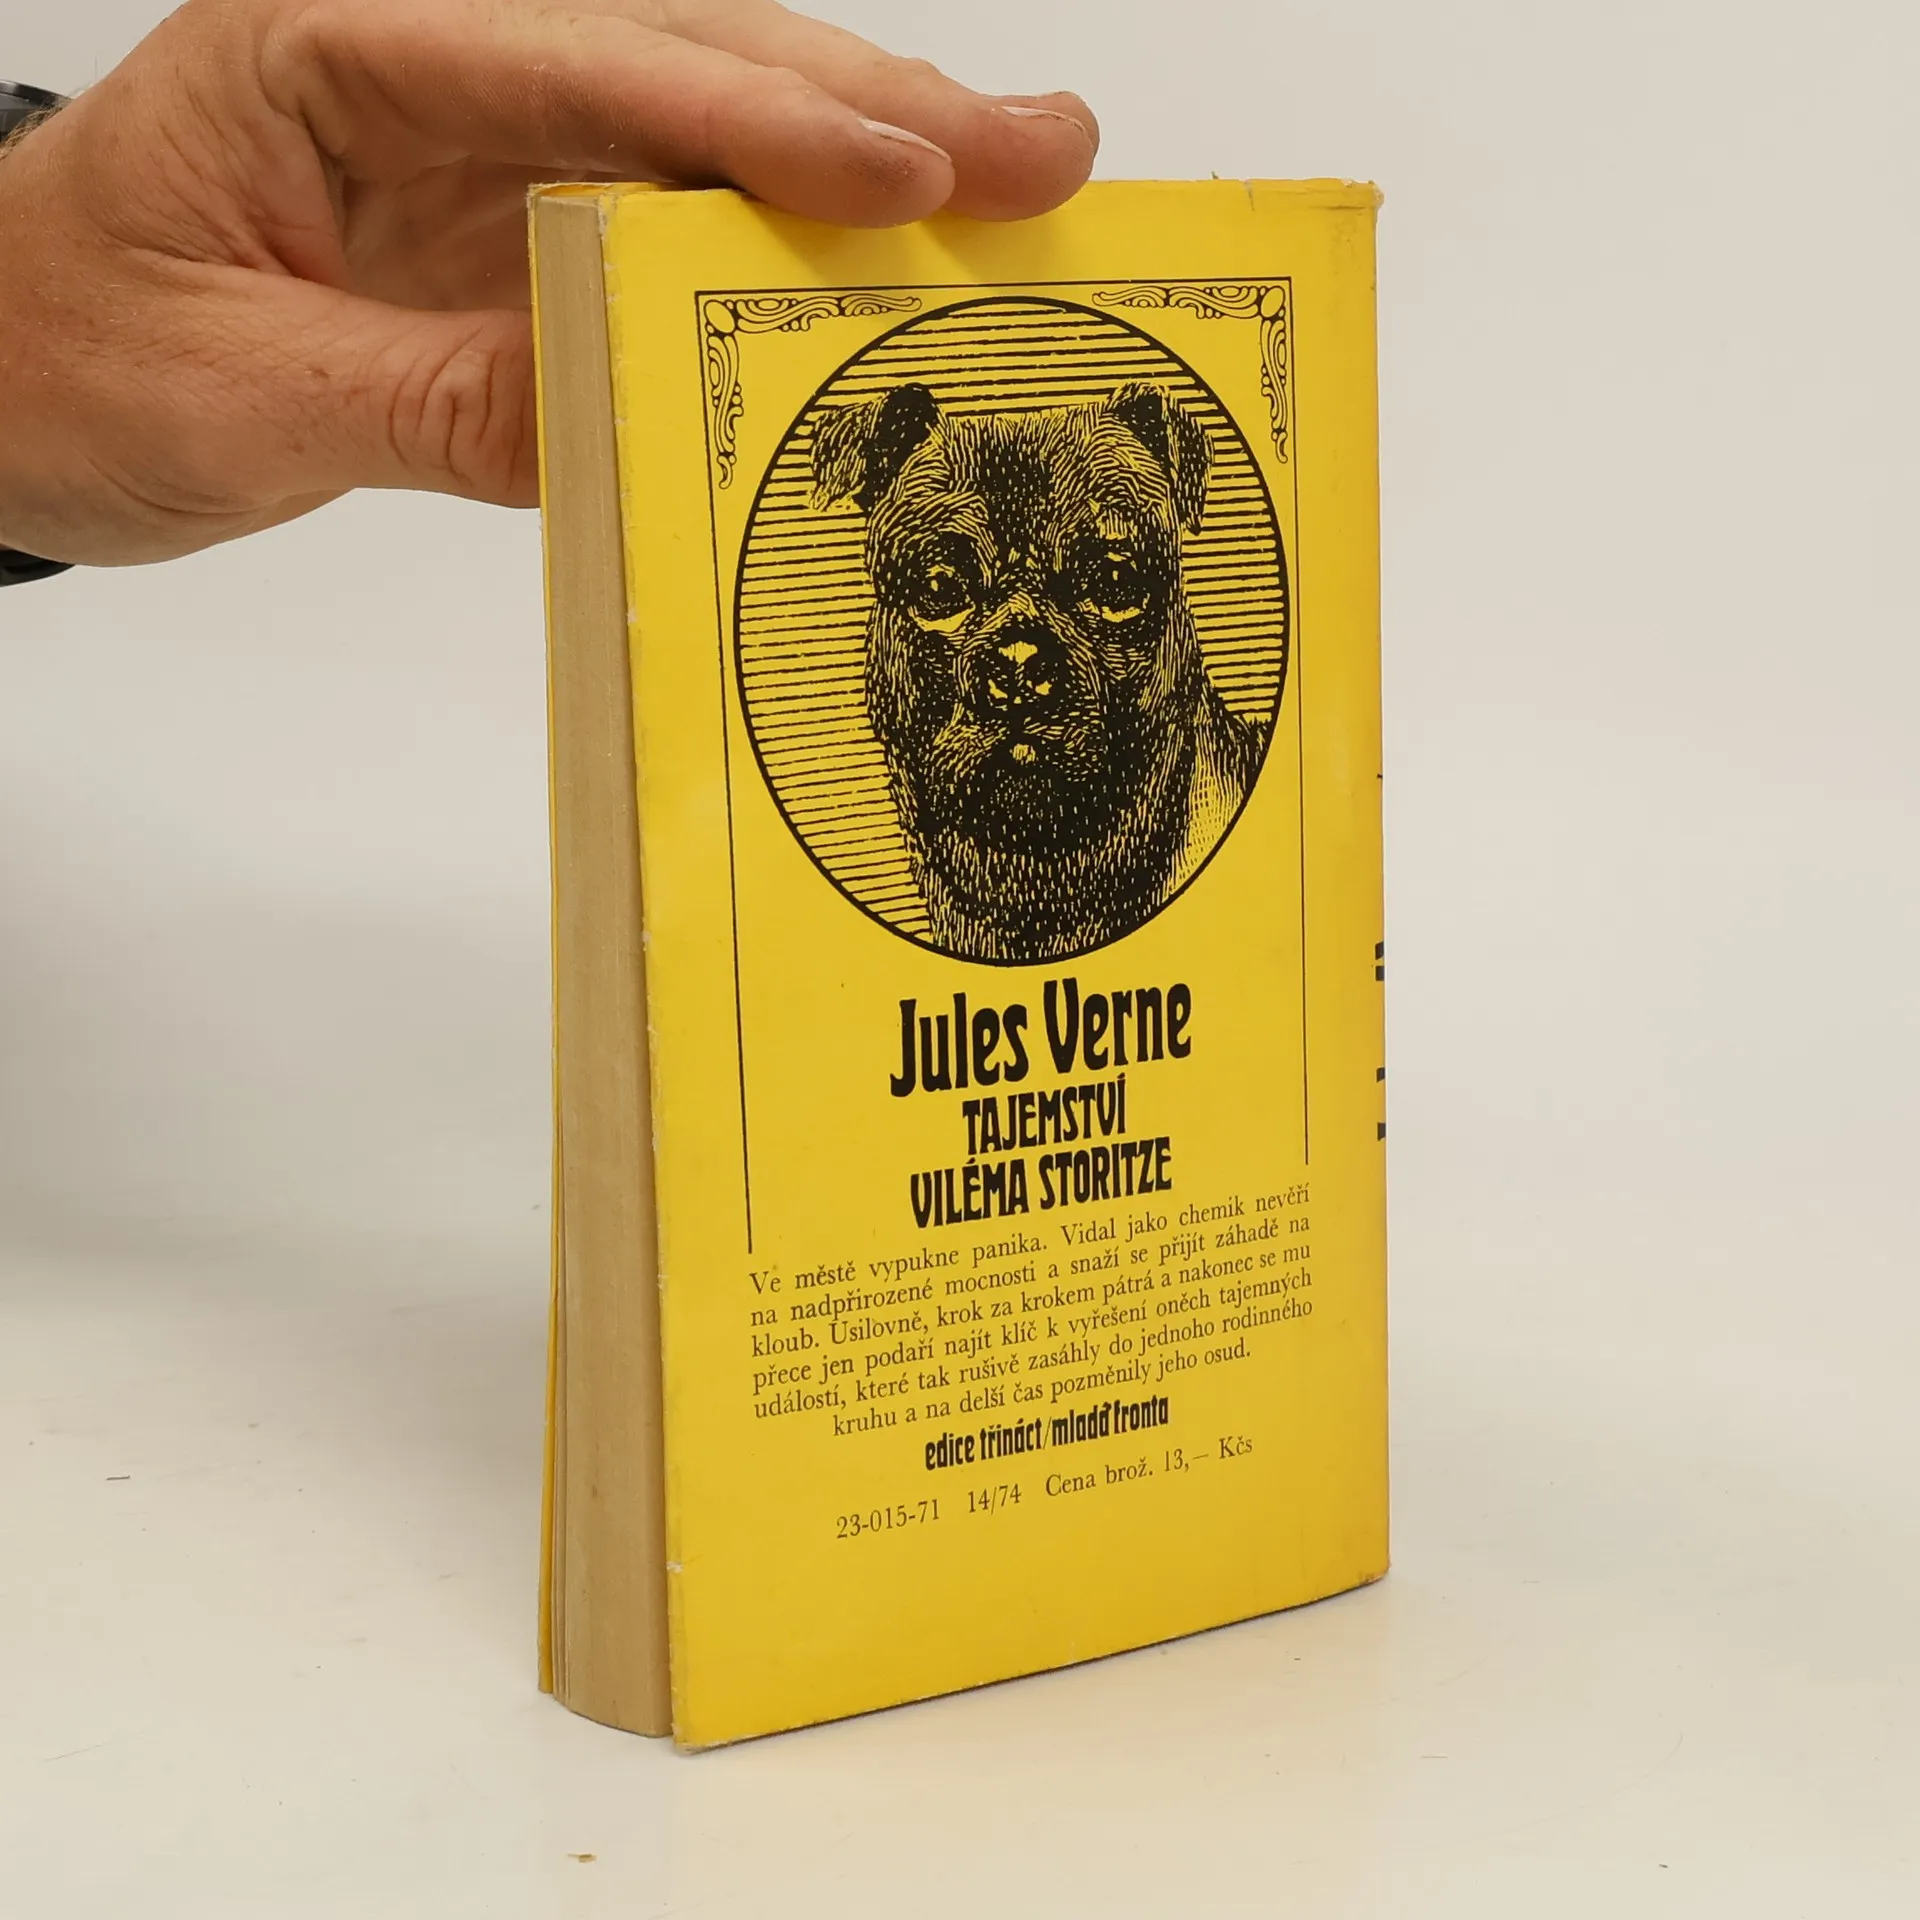 Jules Verne
TAJEMSTVÍ
VILÉMA STORITZE
Ve městě vypukne panika. Vidal jako chemik nevěří
na nadpřirozené mocnosti a snaží se přijít záhadě na
kloub. Usilovně, krok za krokem pátrá a nakonec se mu
přece jen podaří najít klíč k vyřešení oněch tajemných
událostí, které tak rušivě zasáhly do jednoho rodinného
kruhu a na delší čas pozměnily jeho osud.
edice třináct/mladá fronta
23-015-71 14/74 Cena brož. 13,— Kčs